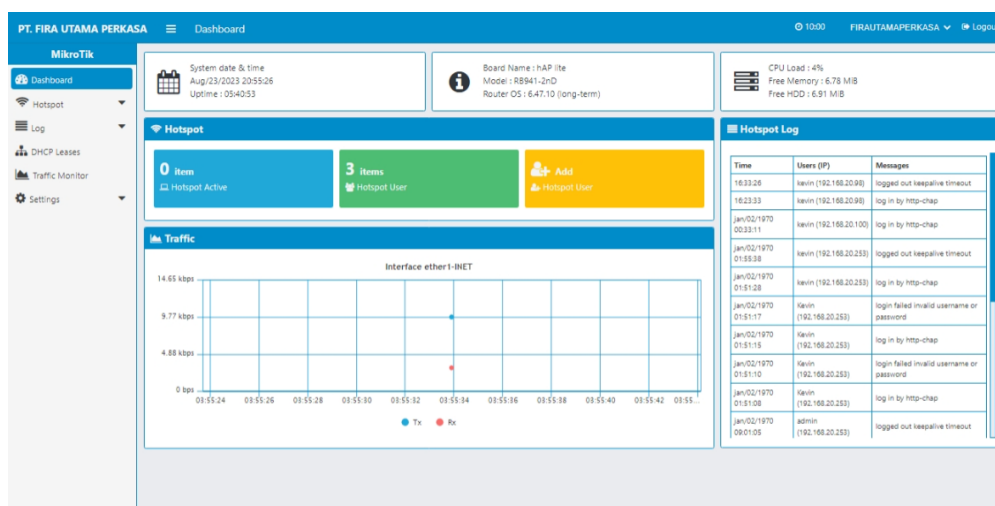 PT. FIRA UTAMA PERKASA
Dashboard
10:00
FIRAUTAMAPERKASA
Logou
MikroTik
Dashboard
Hotspot
Log
DHCP Leases
Traffic Monitor
Settings
System date & time
Aug/23/2023 20:55:26
Uptime : 05:40:53
Board Name : hAP lite
Model : RB941-2nD
Router OS : 6.47.10 (long-term)
CPU Load : 4%
Free Memory : 6.78 MiB
Free HDD : 6.91 MiB
Hotspot
0 item
Hotspot Active
3 items
Hotspot User
Add
Hotspot User
Traffic
Interface ether1-INET
14.65 kbps
9.77 kbps
4.88 kbps
0 bps
03:55:24 03:55:26 03:55:28 03:55:30 03:55:32 03:55:34 03:55:36 03:55:38 03:55:40 03:55:42 03:55...
Tx Rx
Hotspot Log
Time Users (IP) Messages
16:33:26 kevin (192.168.20.98) logged out keepalive timeout
16:23:33 kevin (192.168.20.98) log in by http-chap
jan/02/1970
00:33:11
kevin (192.168.20.100) log in by http-chap
jan/02/1970
01:55:38
kevin (192.168.20.253) logged out keepalive timeout
jan/02/1970
01:51:28
kevin (192.168.20.253) log in by http-chap
jan/02/1970
01:51:17
Kevin
(192.168.20.253)
login failed invalid username or
password
jan/02/1970
01:51:15
Kevin
(192.168.20.253)
log in by http-chap
jan/02/1970
01:51:10
Kevin
(192.168.20.253)
login failed invalid username or
password
jan/02/1970
01:51:08
Kevin
(192.168.20.253)
log in by http-chap
jan/02/1970
09:01:05
admin
(192.168.20.253)
logged out keepalive timeout